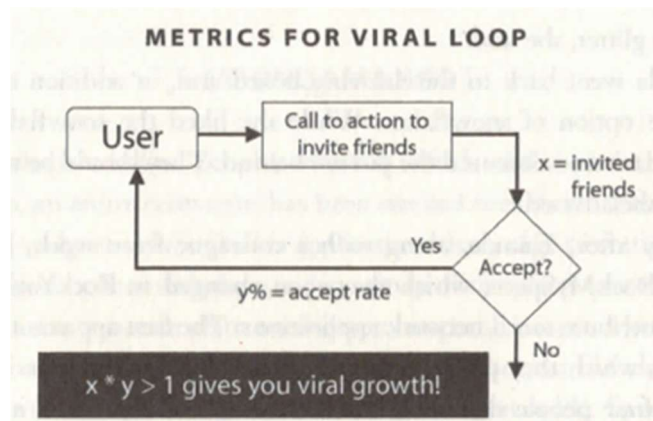 METRICS FOR VIRAL LOOP
User
Call to action to
invite friends
x = invited
friends
Yes
Accept?
y% = accept rate
No
x * y > 1 gives you viral growth!